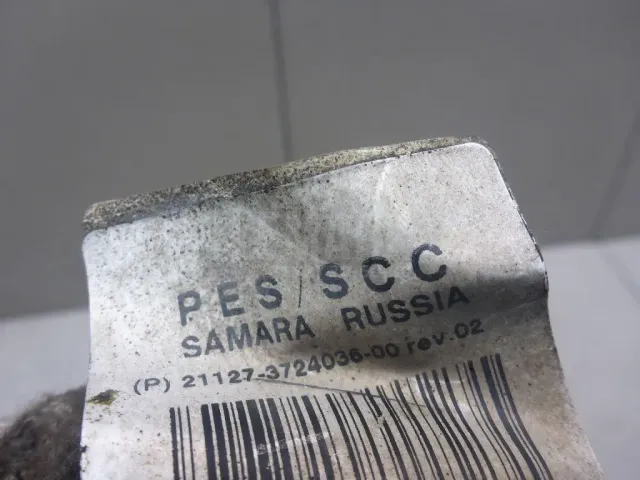 PES/SCC
SAMARA RUSSIA
(P) 21127-3724036-00 rev.02